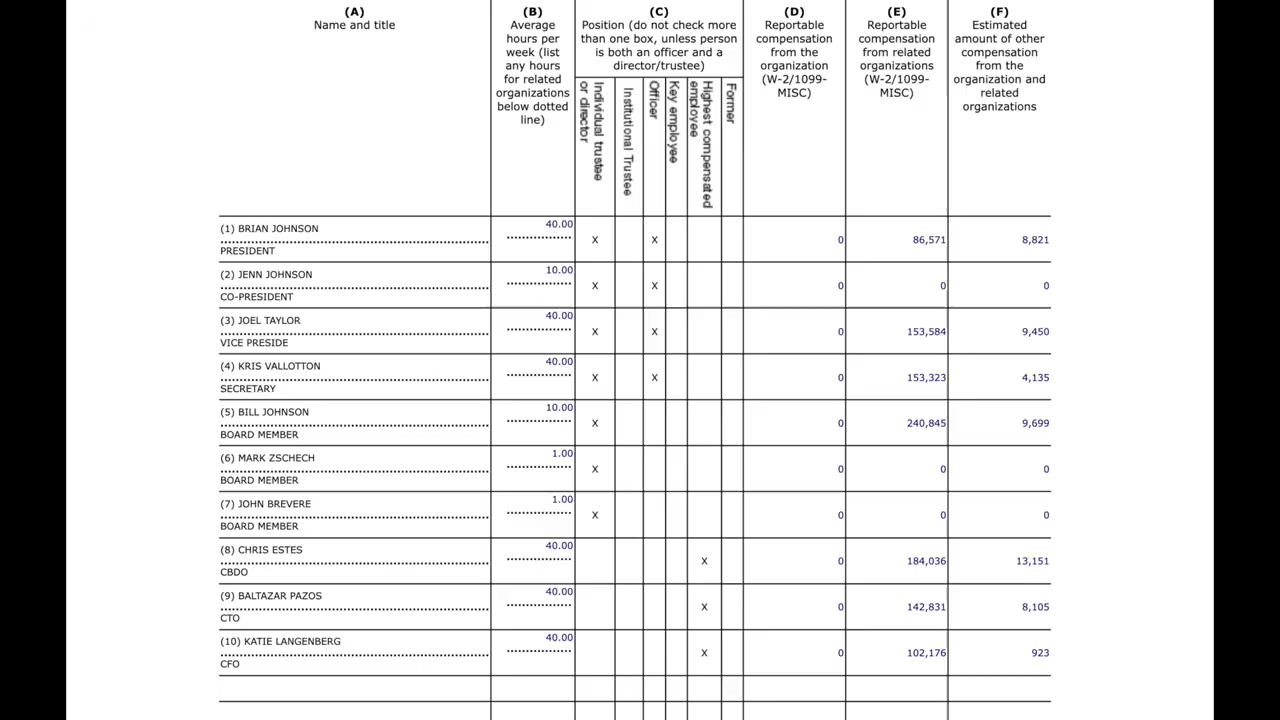 (A)
Name and title
(B)
Average
hours per
week (list
any hours
for related
organizations
below dotted
line)
(C)
Position (do not check more
than one box, unless person
is both an officer and a
director/trustee)
(D)
Reportable
compensation
from the
organization
(W-2/1099-
MISC)
(E)
Reportable
compensation
from related
organizations
(W-2/1099-
MISC)
(F)
Estimated
amount of other
compensation
from the
organization and
related
organizations
Individual trustee
or director
Institutional Trustee
Officer
Key employee
Highest compensated
employee
Former
(1) BRIAN JOHNSON
PRESIDENT
40.00
X X 0 86,571 8,821
(2) JENN JOHNSON
CO-PRESIDENT
10.00
X X 0 0 0
(3) JOEL TAYLOR
VICE PRESIDE
40.00
X X 0 153,584 9,450
(4) KRIS VALLOTTON
SECRETARY
40.00
X X 0 153,323 4,135
(5) BILL JOHNSON
BOARD MEMBER
10.00
X 0 240,845 9,699
(6) MARK ZSCHECH
BOARD MEMBER
1.00
X 0 0 0
(7) JOHN BREVERE
BOARD MEMBER
1.00
X 0 0 0
(8) CHRIS ESTES
CBDO
40.00
X 0 184,036 13,151
(9) BALTAZAR PAZOS
CTO
40.00
X 0 142,831 8,105
(10) KATIE LANGENBERG
CFO
40.00
X 0 102,176 923